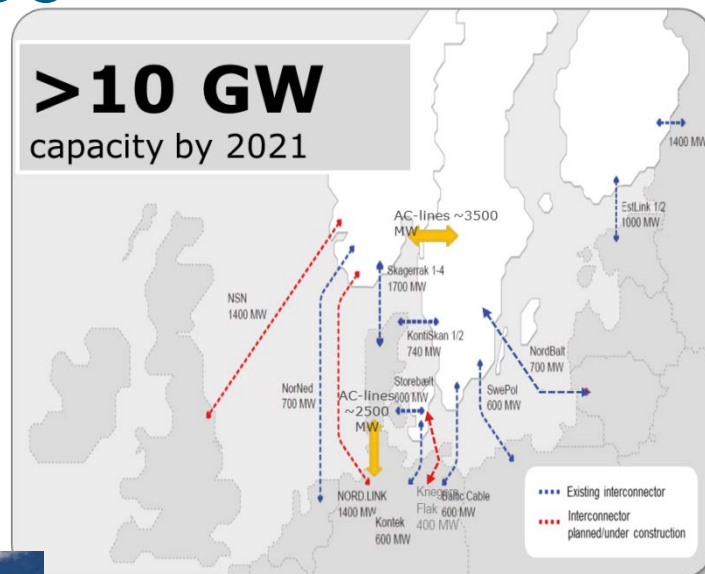 >10 GW
capacity by 2021
1400 MW
EstLink 1/2
1000 MW
AC-lines ~3500
MW
Skagerrak 1-4
1700 MW
NSN
1400 MW
KontiSkan 1/2
740 MW
NordBalt
700 MW
NorNed
700 MW
Storebælt
600 MW
SwePol
600 MW
AC-lines
~2500
MW
NORD.LINK
1400 MW
Kontek
600 MW
Kriegers
Flak
400 MW
Baltic Cable
600 MW
Existing interconnector
Interconnector
planned/under construction